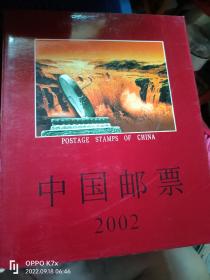 POSTAGE STAMPS OF CHINA
中国邮票
2002
OPPO K7x
2022.09.18 06:46